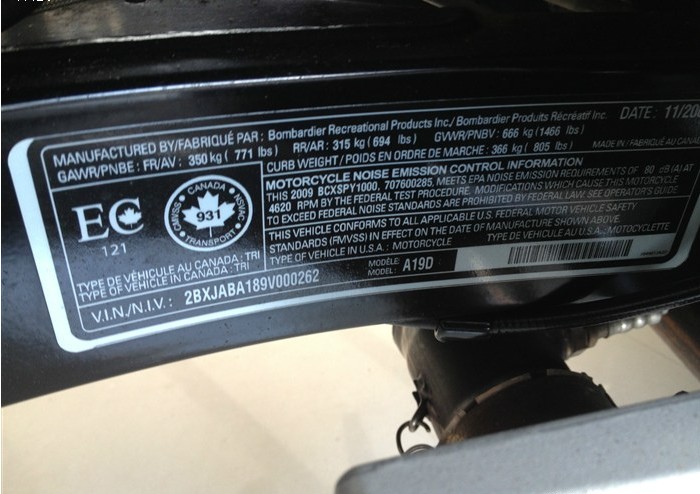 MANUFACTURED BY/FABRIQUÉ PAR : Bombardier Recreational Products Inc./ Bombardier Produits Récréatif Inc. DATE : 11/20
GAWR/PNBE : FR/AV : 350 kg ( 771 lbs) RR/AR : 315 kg ( 694 lbs) GVWR/PNBV : 666 kg (1466 lbs)
CURB WEIGHT / POIDS EN ORDRE DE MARCHE : 366 kg ( 805 lbs) MADE IN / FABRIQUÉ AU CANAD
MOTORCYCLE NOISE EMISSION CONTROL INFORMATION
THIS 2009 BCXSPY1000, 707600285, MEETS EPA NOISE EMISSION REQUIREMENTS OF 80 dB(A) AT
4620 RPM BY THE FEDERAL TEST PROCEDURE. MODIFICATIONS WHICH CAUSE THIS MOTORCYCLE
TO EXCEED FEDERAL NOISE STANDARDS ARE PROHIBITED BY FEDERAL LAW. SEE OPERATOR'S GUIDE
EC
121
CANADA
931
TRANSPORT
CMVSS
NSVAC
THIS VEHICLE CONFORMS TO ALL APPLICABLE U.S. FEDERAL MOTOR VEHICLE SAFETY
STANDARDS (FMVSS) IN EFFECT ON THE DATE OF MANUFACTURE SHOWN ABOVE.
TYPE OF VEHICLE IN U.S.A. : MOTORCYCLE TYPE DE VÉHICULE AU U.S.A.: MOTOCYCLETTE
TYPE DE VÉHICULE AU CANADA : TRI
TYPE OF VEHICLE IN CANADA : TRI
MODÈLE:
MODEL: A19D
V.I.N./N.I.V. : 2BXJABA189V000262